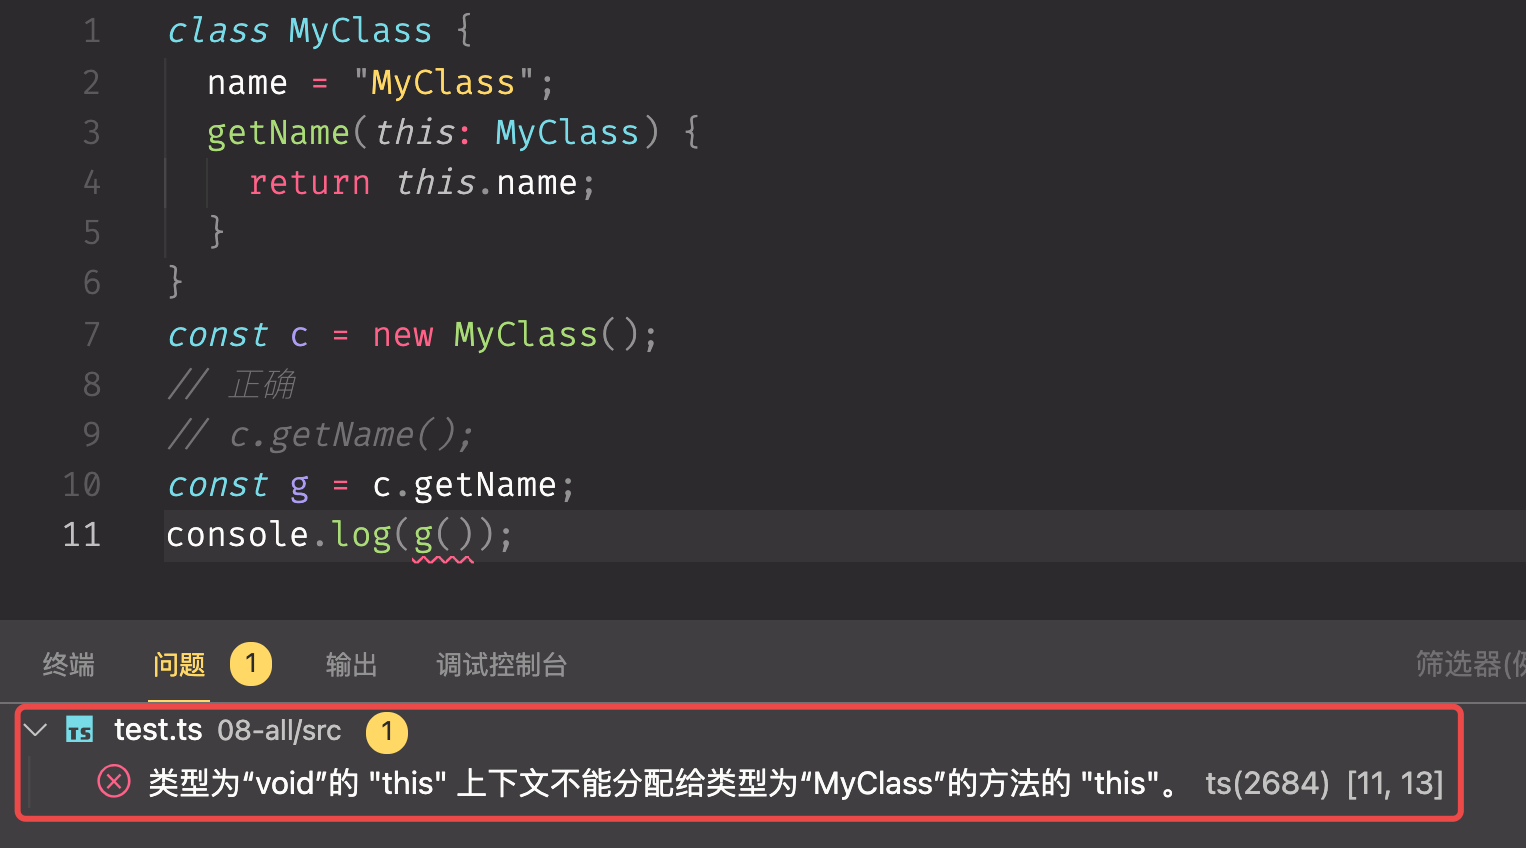 1 class MyClass {
2 name = "MyClass";
3 getName(this: MyClass) {
4 return this.name;
5 }
6 }
7 const c = new MyClass();
8 // 正确
9 // c.getName();
10 const g = c.getName;
11 console.log(g());
终端 问题 1 输出 调试控制台 筛选器(
TS test.ts 08-all/src 1
类型为“void”的 "this" 上下文不能分配给类型为“MyClass”的方法的 "this"。 ts(2684) [11, 13]